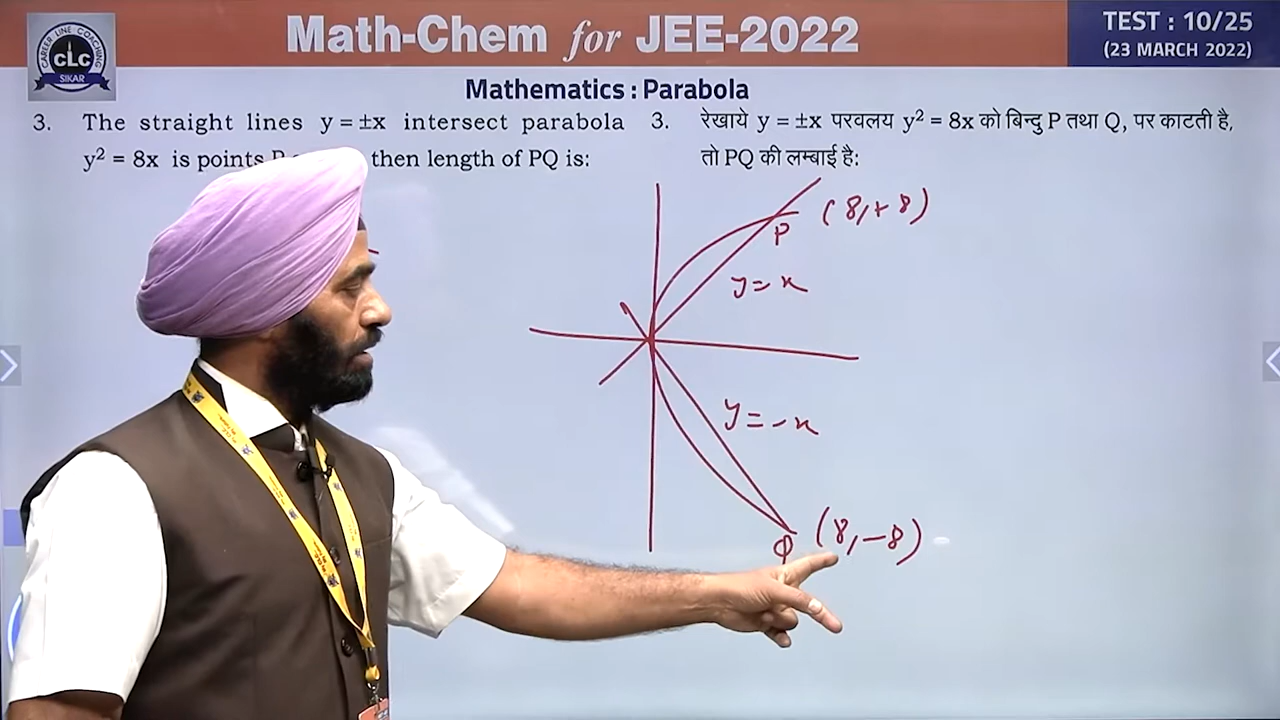 CAREER LINE COACHING
CLC
SIKAR
Math-Chem for JEE-2022
TEST : 10/25
(23 MARCH 2022)
Mathematics : Parabola
3. The straight lines y = ±x intersect parabola
y² = 8x is points P then length of PQ is:
3. रेखाये y = ±x परवलय y² = 8x को बिन्दु P तथा Q, पर काटती है,
तो PQ की लम्बाई है:
(8,+8)
P
y = x
y = -x
Q (8,-8)